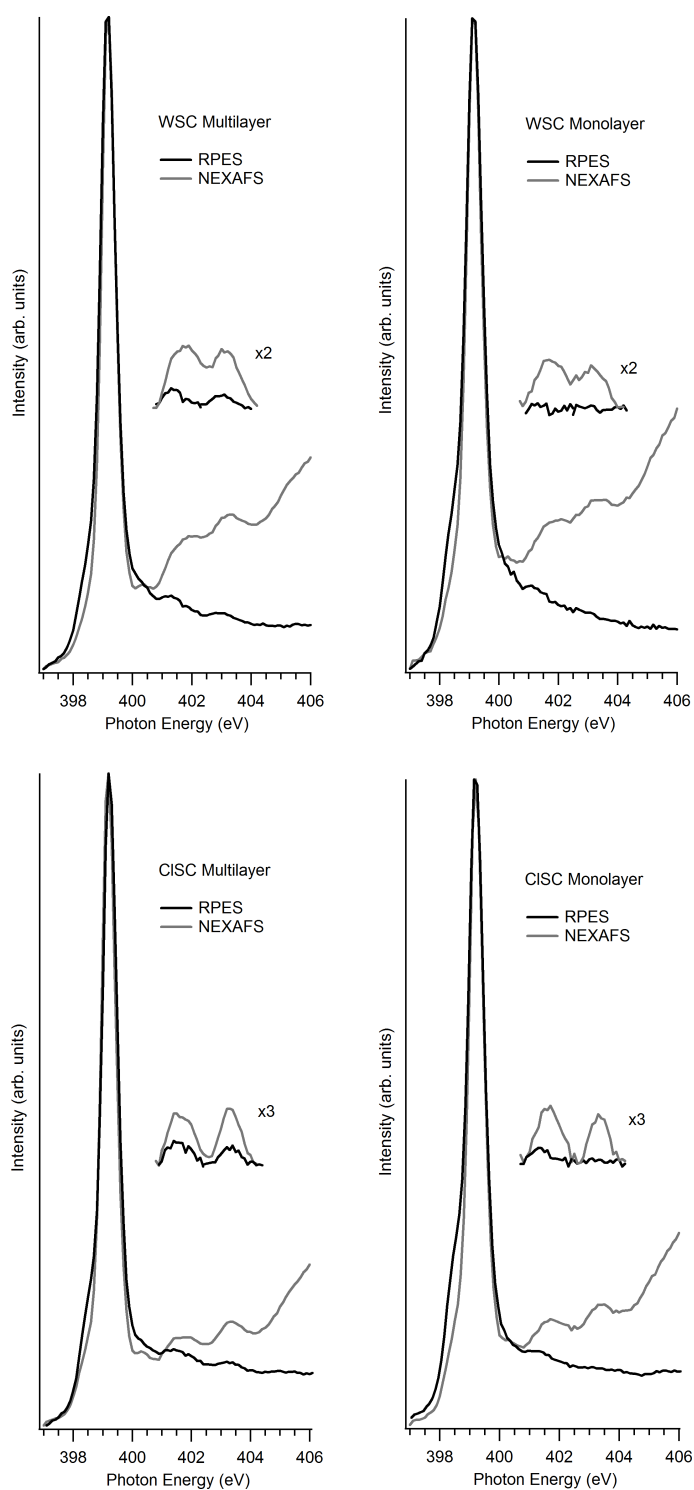 WSC Multilayer
RPES
NEXAFS
x2
Intensity (arb. units)
398 400 402 404 406
Photon Energy (eV)
WSC Monolayer
RPES
NEXAFS
x2
Intensity (arb. units)
398 400 402 404 406
Photon Energy (eV)
ClSC Multilayer
RPES
NEXAFS
x3
Intensity (arb. units)
398 400 402 404 406
Photon Energy (eV)
ClSC Monolayer
RPES
NEXAFS
x3
Intensity (arb. units)
398 400 402 404 406
Photon Energy (eV)